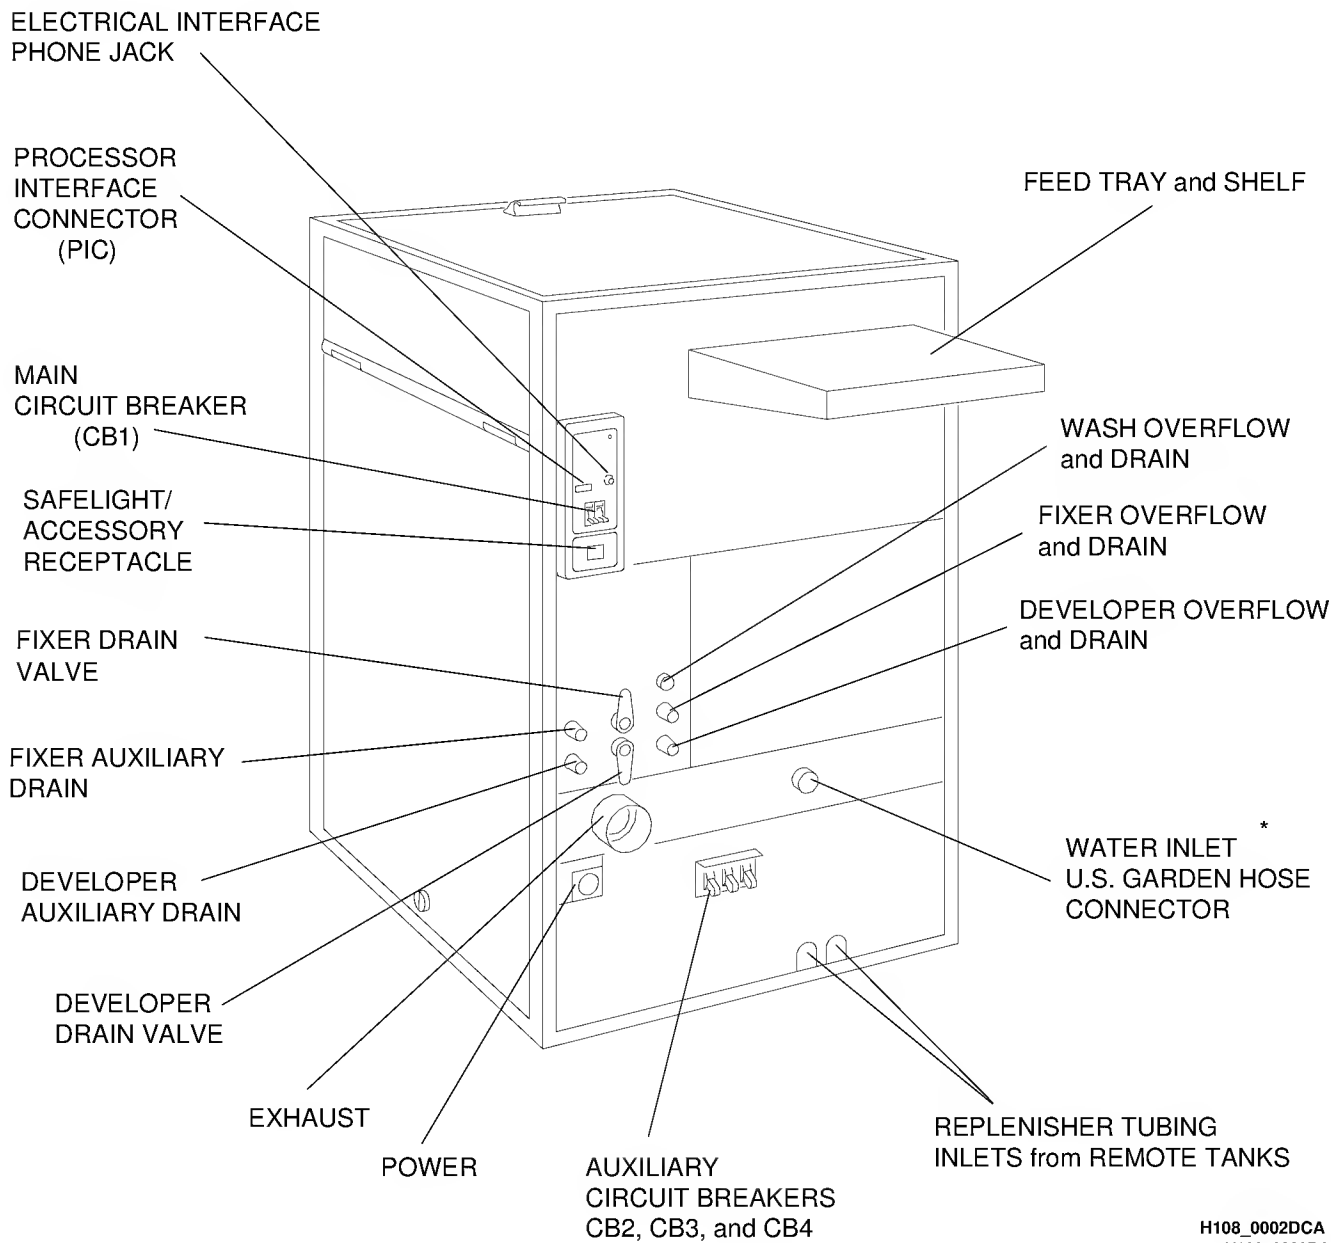 ELECTRICAL INTERFACE
PHONE JACK
PROCESSOR
INTERFACE
CONNECTOR
(PIC)
FEED TRAY and SHELF
MAIN
CIRCUIT BREAKER
(CB1)
WASH OVERFLOW
and DRAIN
SAFELIGHT/
ACCESSORY
RECEPTACLE
FIXER OVERFLOW
and DRAIN
DEVELOPER OVERFLOW
and DRAIN
FIXER DRAIN
VALVE
FIXER AUXILIARY
DRAIN
*
WATER INLET
U.S. GARDEN HOSE
CONNECTOR
DEVELOPER
AUXILIARY DRAIN
DEVELOPER
DRAIN VALVE
EXHAUST
POWER
AUXILIARY
CIRCUIT BREAKERS
CB2, CB3, and CB4
REPLENISHER TUBING
INLETS from REMOTE TANKS
H108_0002DCA